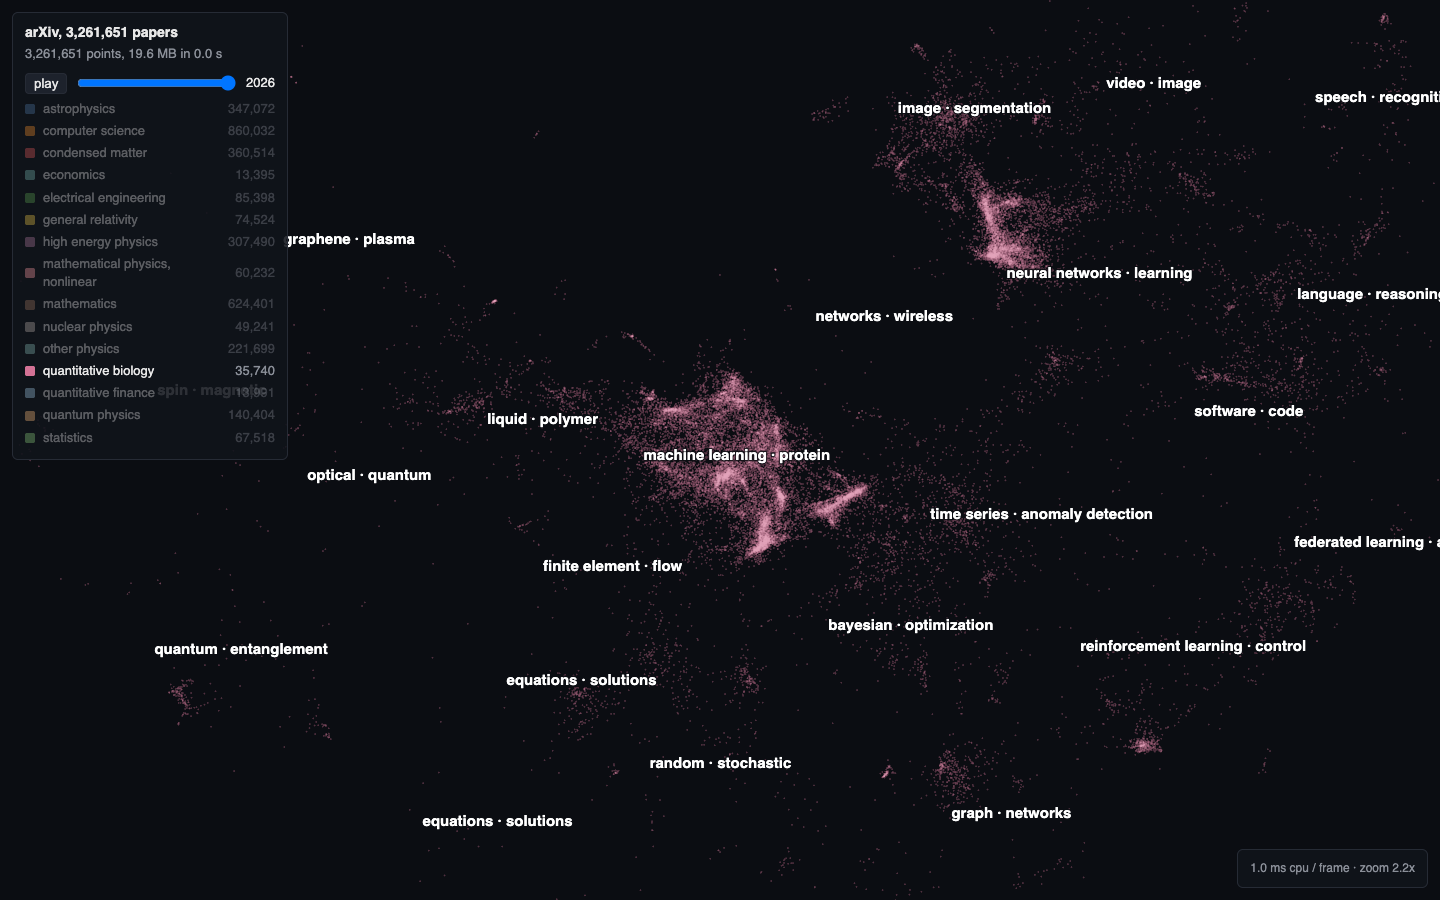 arXiv, 3,261,651 papers
3,261,651 points, 19.6 MB in 0.0 s
play 2026
astrophysics 347,072
computer science 860,032
condensed matter 360,514
economics 13,395
electrical engineering 85,398
general relativity 74,524
high energy physics 307,490
mathematical physics,
nonlinear 60,232
mathematics 624,401
nuclear physics 49,241
other physics 221,699
quantitative biology 35,740
quantitative finance
quantum physics 140,404
statistics 67,518
video · image
speech · recogniti
image · segmentation
graphene · plasma
neural networks · learning
language · reasoning
networks · wireless
spin · magnetic
software · code
liquid · polymer
machine learning · protein
optical · quantum
time series · anomaly detection
federated learning · a
finite element · flow
bayesian · optimization
reinforcement learning · control
quantum · entanglement
equations · solutions
random · stochastic
graph · networks
equations · solutions
1.0 ms cpu / frame · zoom 2.2x